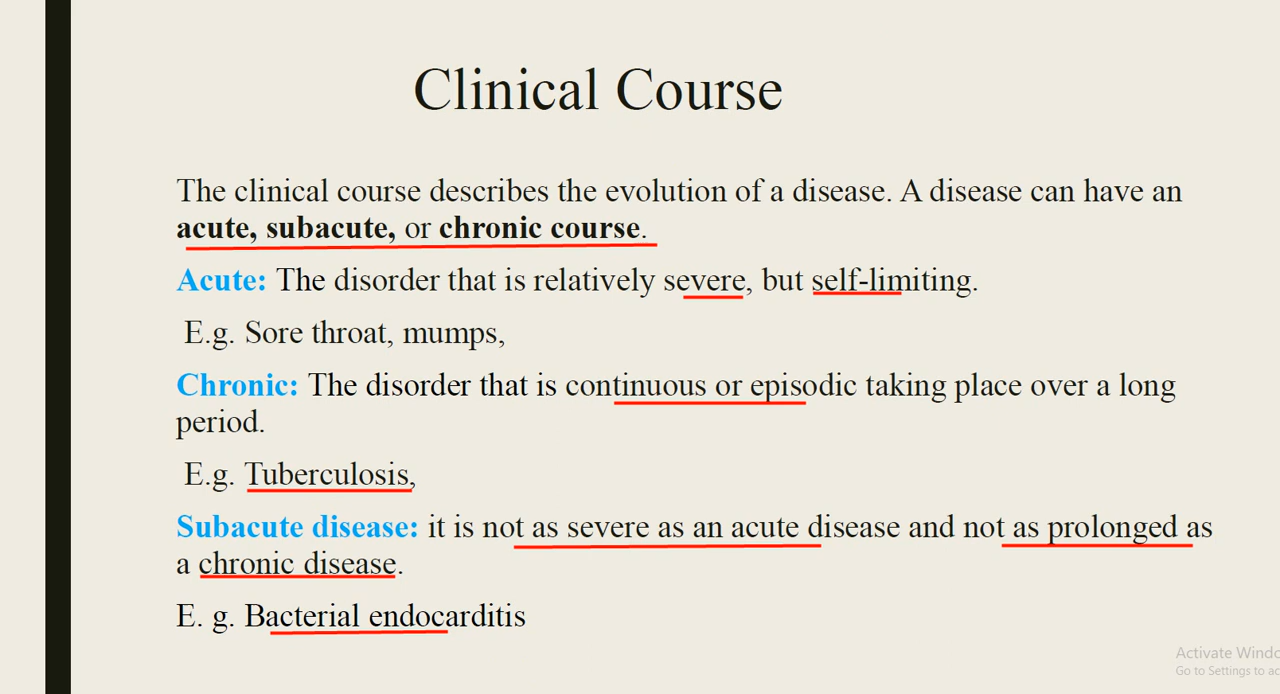 Clinical Course
The clinical course describes the evolution of a disease. A disease can have an
acute, subacute, or chronic course.
Acute: The disorder that is relatively severe, but self-limiting.
E.g. Sore throat, mumps,
Chronic: The disorder that is continuous or episodic taking place over a long
period.
E.g. Tuberculosis,
Subacute disease: it is not as severe as an acute disease and not as prolonged as
a chronic disease.
E. g. Bacterial endocarditis
Activate Windo
Go to Settings to ac